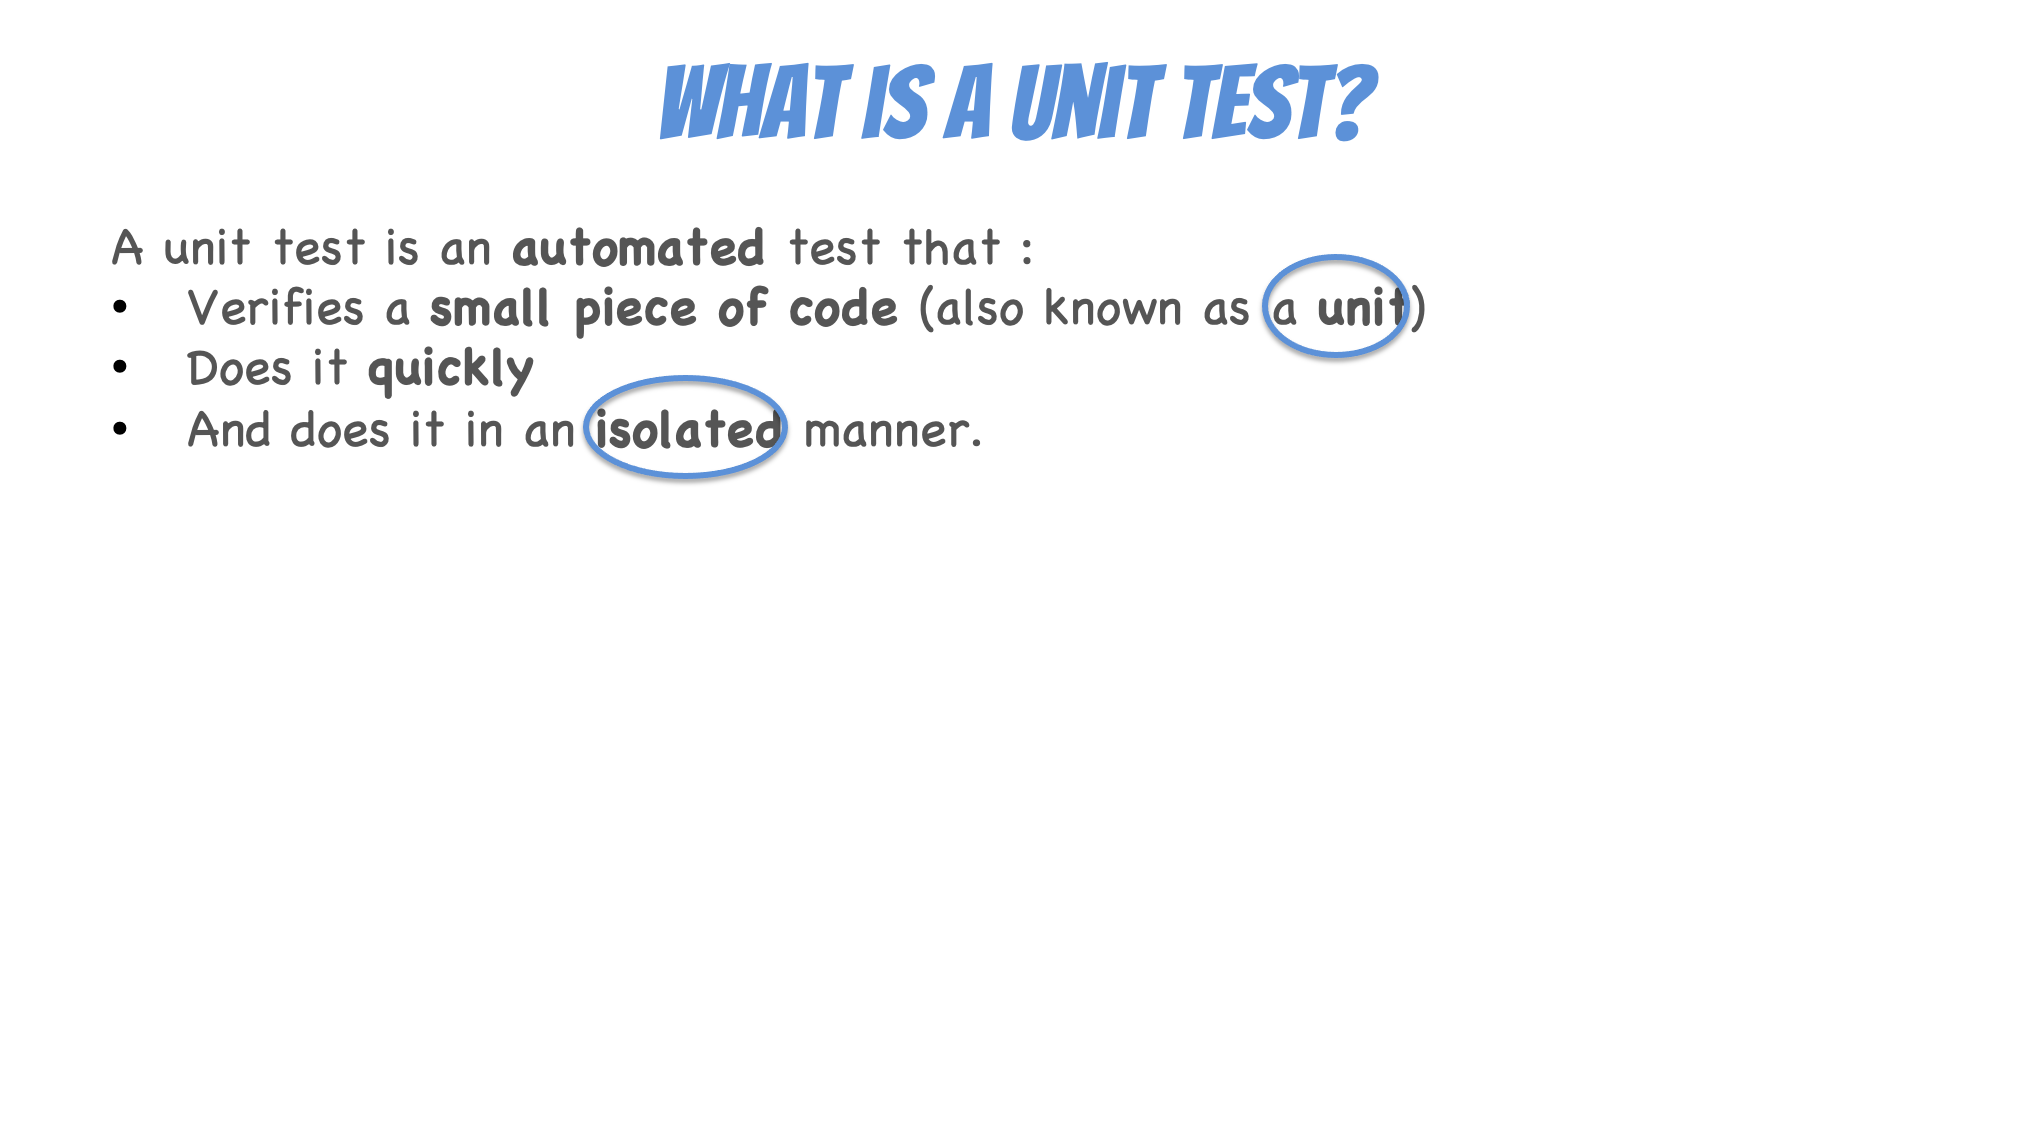 WHAT IS A UNIT TEST?
A unit test is an automated test that :
• Verifies a small piece of code (also known as a unit)
• Does it quickly
• And does it in an isolated manner.